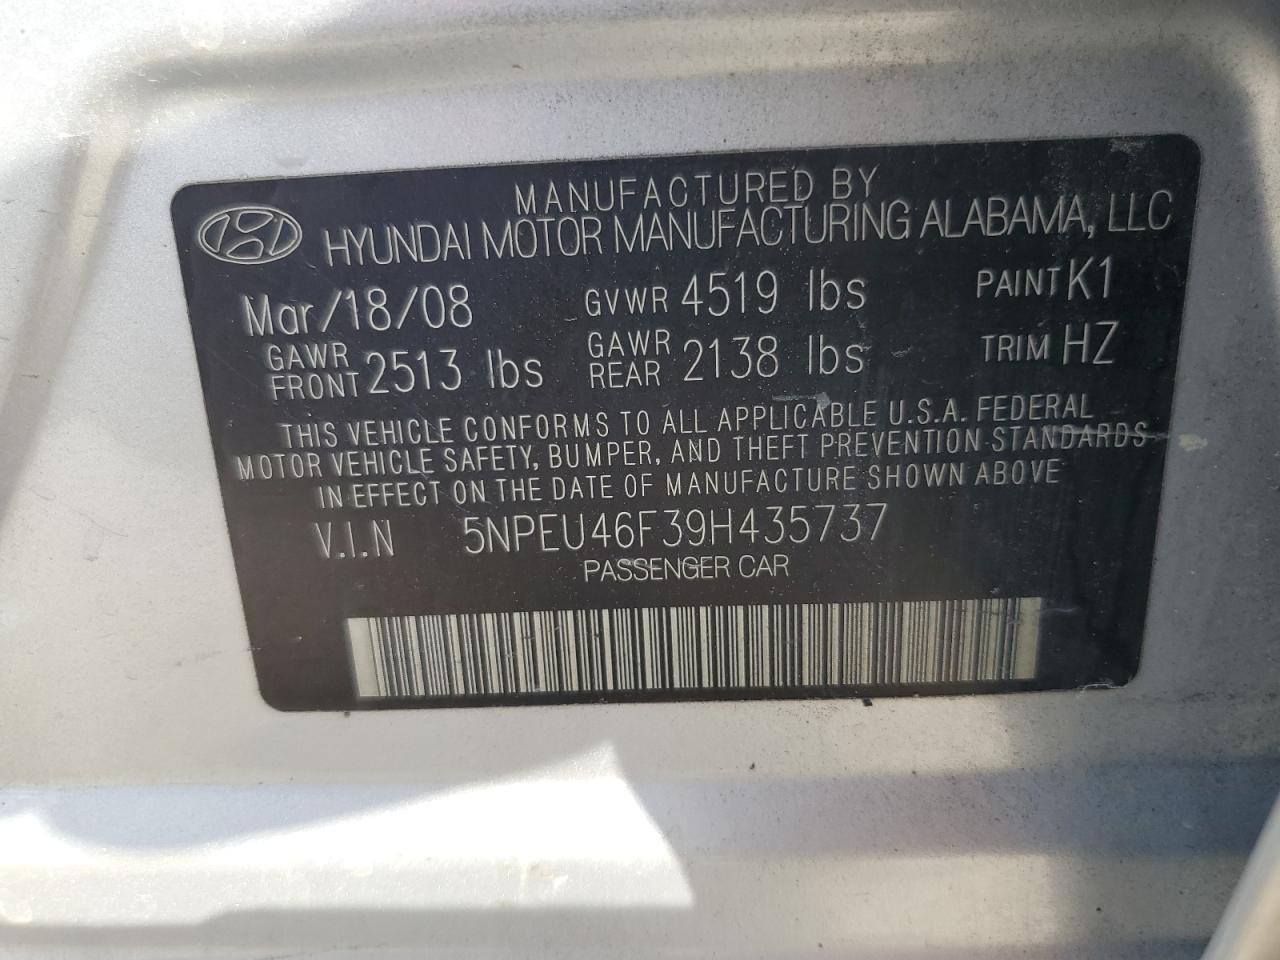 MANUFACTURED BY
HYUNDAI MOTOR MANUFACTURING ALABAMA, LLC
Mar/18/08 GVWR 4519 lbs PAINT K1
GAWR FRONT 2513 lbs GAWR REAR 2138 lbs TRIM HZ
THIS VEHICLE CONFORMS TO ALL APPLICABLE U.S.A. FEDERAL
MOTOR VEHICLE SAFETY, BUMPER, AND THEFT PREVENTION STANDARDS
IN EFFECT ON THE DATE OF MANUFACTURE SHOWN ABOVE
V.I.N 5NPEU46F39H435737
PASSENGER CAR